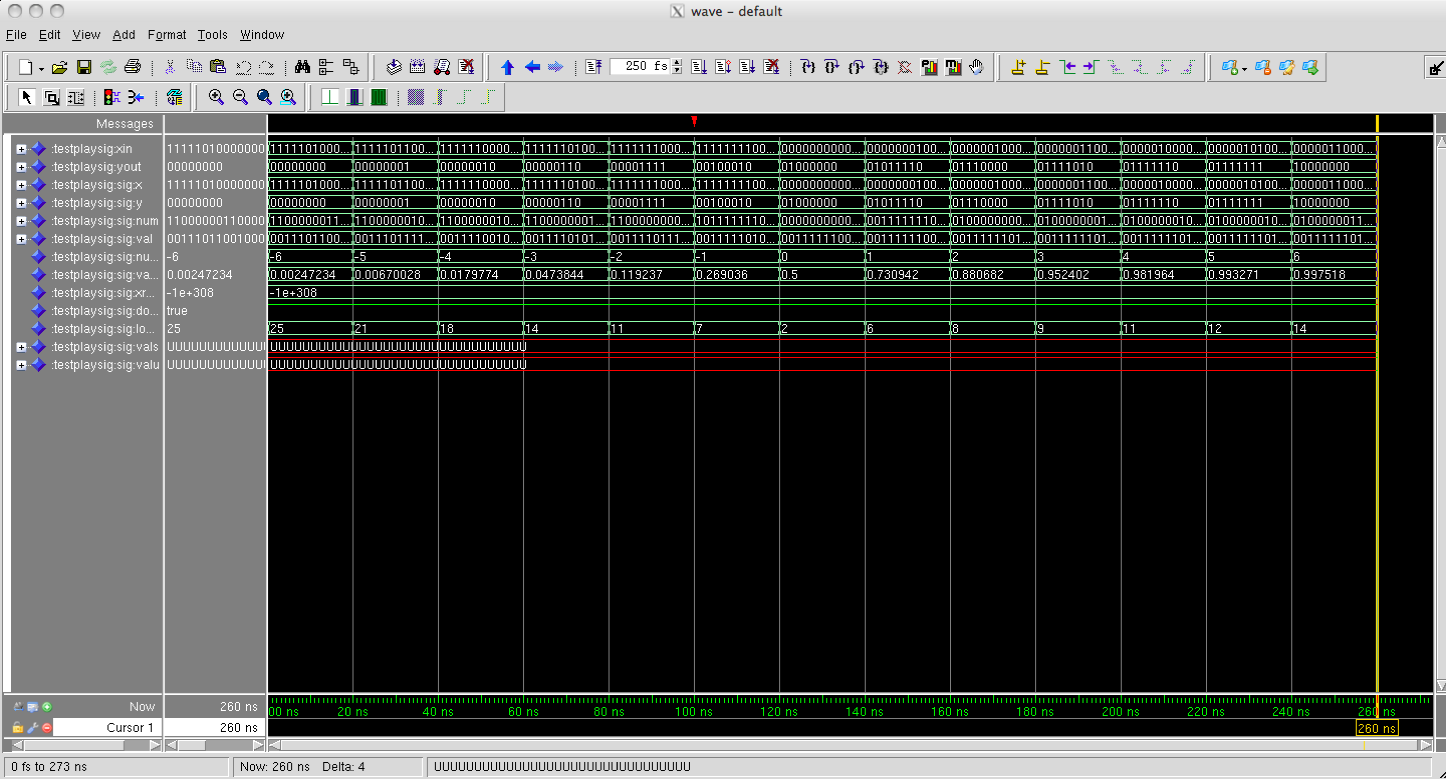 wave - default
File Edit View Add Format Tools Window
250 fs
Messages
:testplaysig:xin 11111010000000 1111101000... 1111101100... 1111110000... 1111110100... 1111111000... 1111111100... 0000000000... 0000000100... 0000001000... 0000001100... 0000010000... 0000010100... 0000011000...
:testplaysig:yout 00000000 00000000 00000001 00000010 00000110 00001111 00100010 01000000 01011110 01110000 01111010 01111110 01111111 10000000
:testplaysig:sig:x 11111010000000 1111101000... 1111101100... 1111110000... 1111110100... 1111111000... 1111111100... 0000000000... 0000000100... 0000001000... 0000001100... 0000010000... 0000010100... 0000011000...
:testplaysig:sig:y 00000000 00000000 00000001 00000010 00000110 00001111 00100010 01000000 01011110 01110000 01111010 01111110 01111111 10000000
:testplaysig:sig:num 11000000110000 1100000011... 1100000010... 1100000010... 1100000001... 1100000000... 1011111110... 0000000000... 0011111110... 0100000000... 0100000001... 0100000010... 0100000010... 0100000011...
:testplaysig:sig:val 00111011001000 0011101100... 0011101111... 0011110010... 0011110101... 0011110111... 0011111010... 0011111100... 0011111100... 0011111101... 0011111101... 0011111101... 0011111101... 0011111101...
:testplaysig:sig:nu... -6 -6 -5 -4 -3 -2 -1 0 1 2 3 4 5 6
:testplaysig:sig:va... 0.00247234 0.00247234 0.00670028 0.0179774 0.0473844 0.119237 0.269036 0.5 0.730942 0.880682 0.952402 0.981964 0.993271 0.997518
:testplaysig:sig:xr... -1e+308 -1e+308
:testplaysig:sig:do... true
:testplaysig:sig:lo... 25 25 21 18 14 11 7 2 6 8 9 11 12 14
:testplaysig:sig:vals UUUUUUUUUUUUU UUUUUUUUUUUUUUUUUUUUUUUUUUUUUUUU
:testplaysig:sig:valu UUUUUUUUUUUUU UUUUUUUUUUUUUUUUUUUUUUUUUUUUUUUU
Now 260 ns 00 ns 20 ns 40 ns 60 ns 80 ns 100 ns 120 ns 140 ns 160 ns 180 ns 200 ns 220 ns 240 ns 260 ns
Cursor 1 260 ns 260 ns
0 fs to 273 ns Now: 260 ns Delta: 4 UUUUUUUUUUUUUUUUUUUUUUUUUUUUUUUU